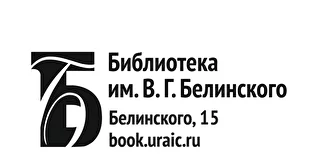 Библиотека
им. В. Г. Белинского
Белинского, 15
book.uraic.ru